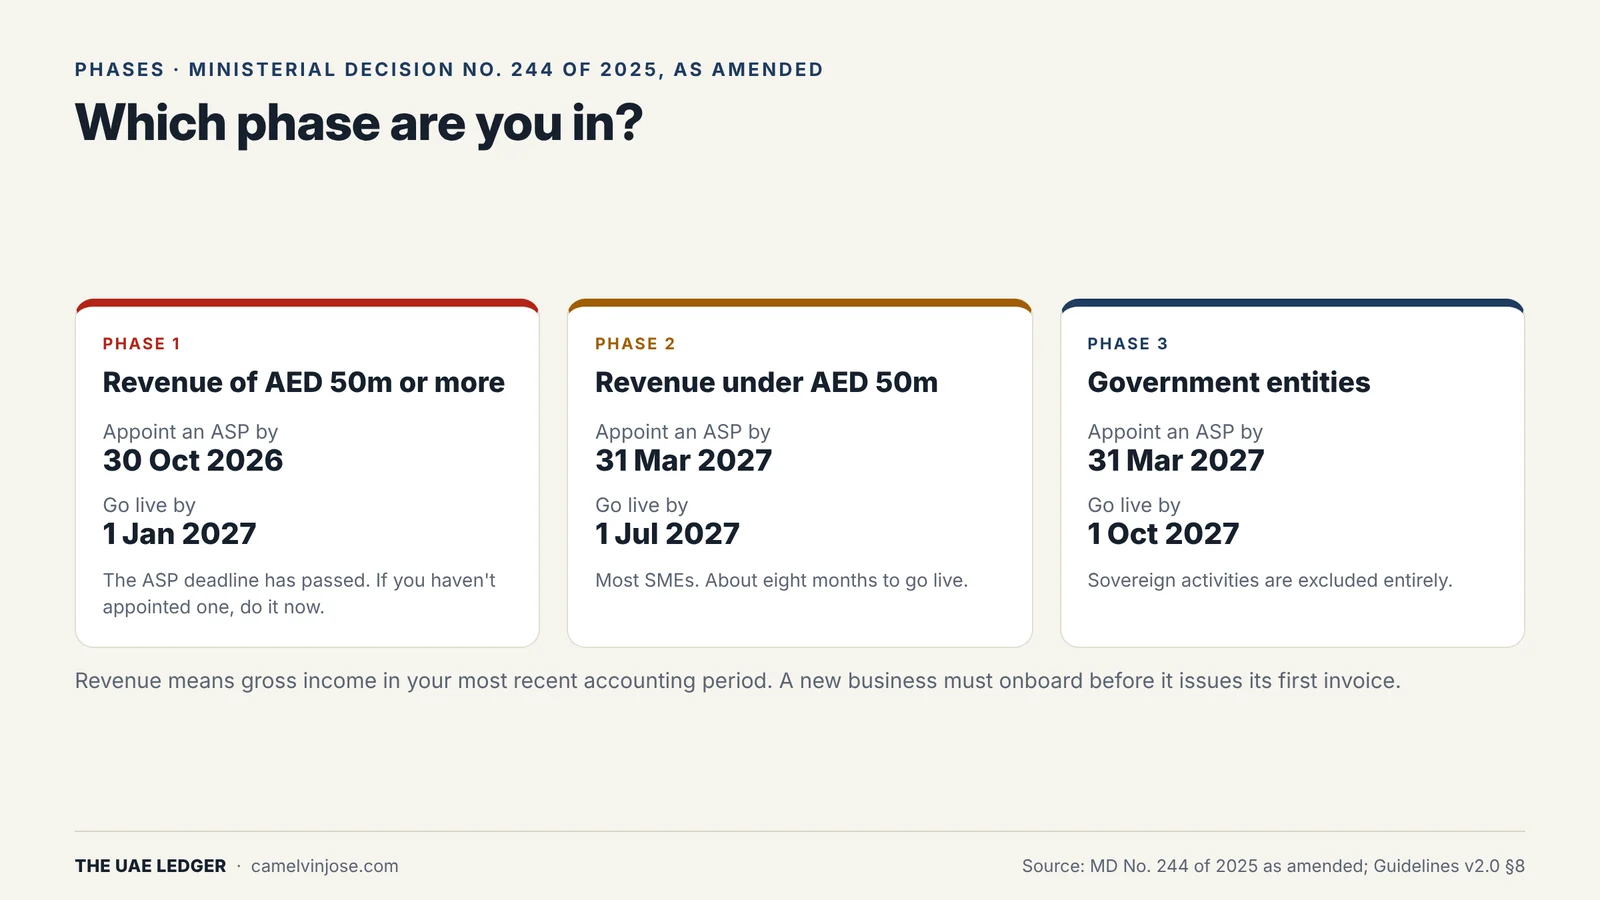 PHASES · MINISTERIAL DECISION NO. 244 OF 2025, AS AMENDED
Which phase are you in?
PHASE 1
Revenue of AED 50m or more
Appoint an ASP by
30 Oct 2026
Go live by
1 Jan 2027
The ASP deadline has passed. If you haven't
appointed one, do it now.
PHASE 2
Revenue under AED 50m
Appoint an ASP by
31 Mar 2027
Go live by
1 Jul 2027
Most SMEs. About eight months to go live.
PHASE 3
Government entities
Appoint an ASP by
31 Mar 2027
Go live by
1 Oct 2027
Sovereign activities are excluded entirely.
Revenue means gross income in your most recent accounting period. A new business must onboard before it issues its first invoice.
THE UAE LEDGER · camelvinjose.com
Source: MD No. 244 of 2025 as amended; Guidelines v2.0 §8